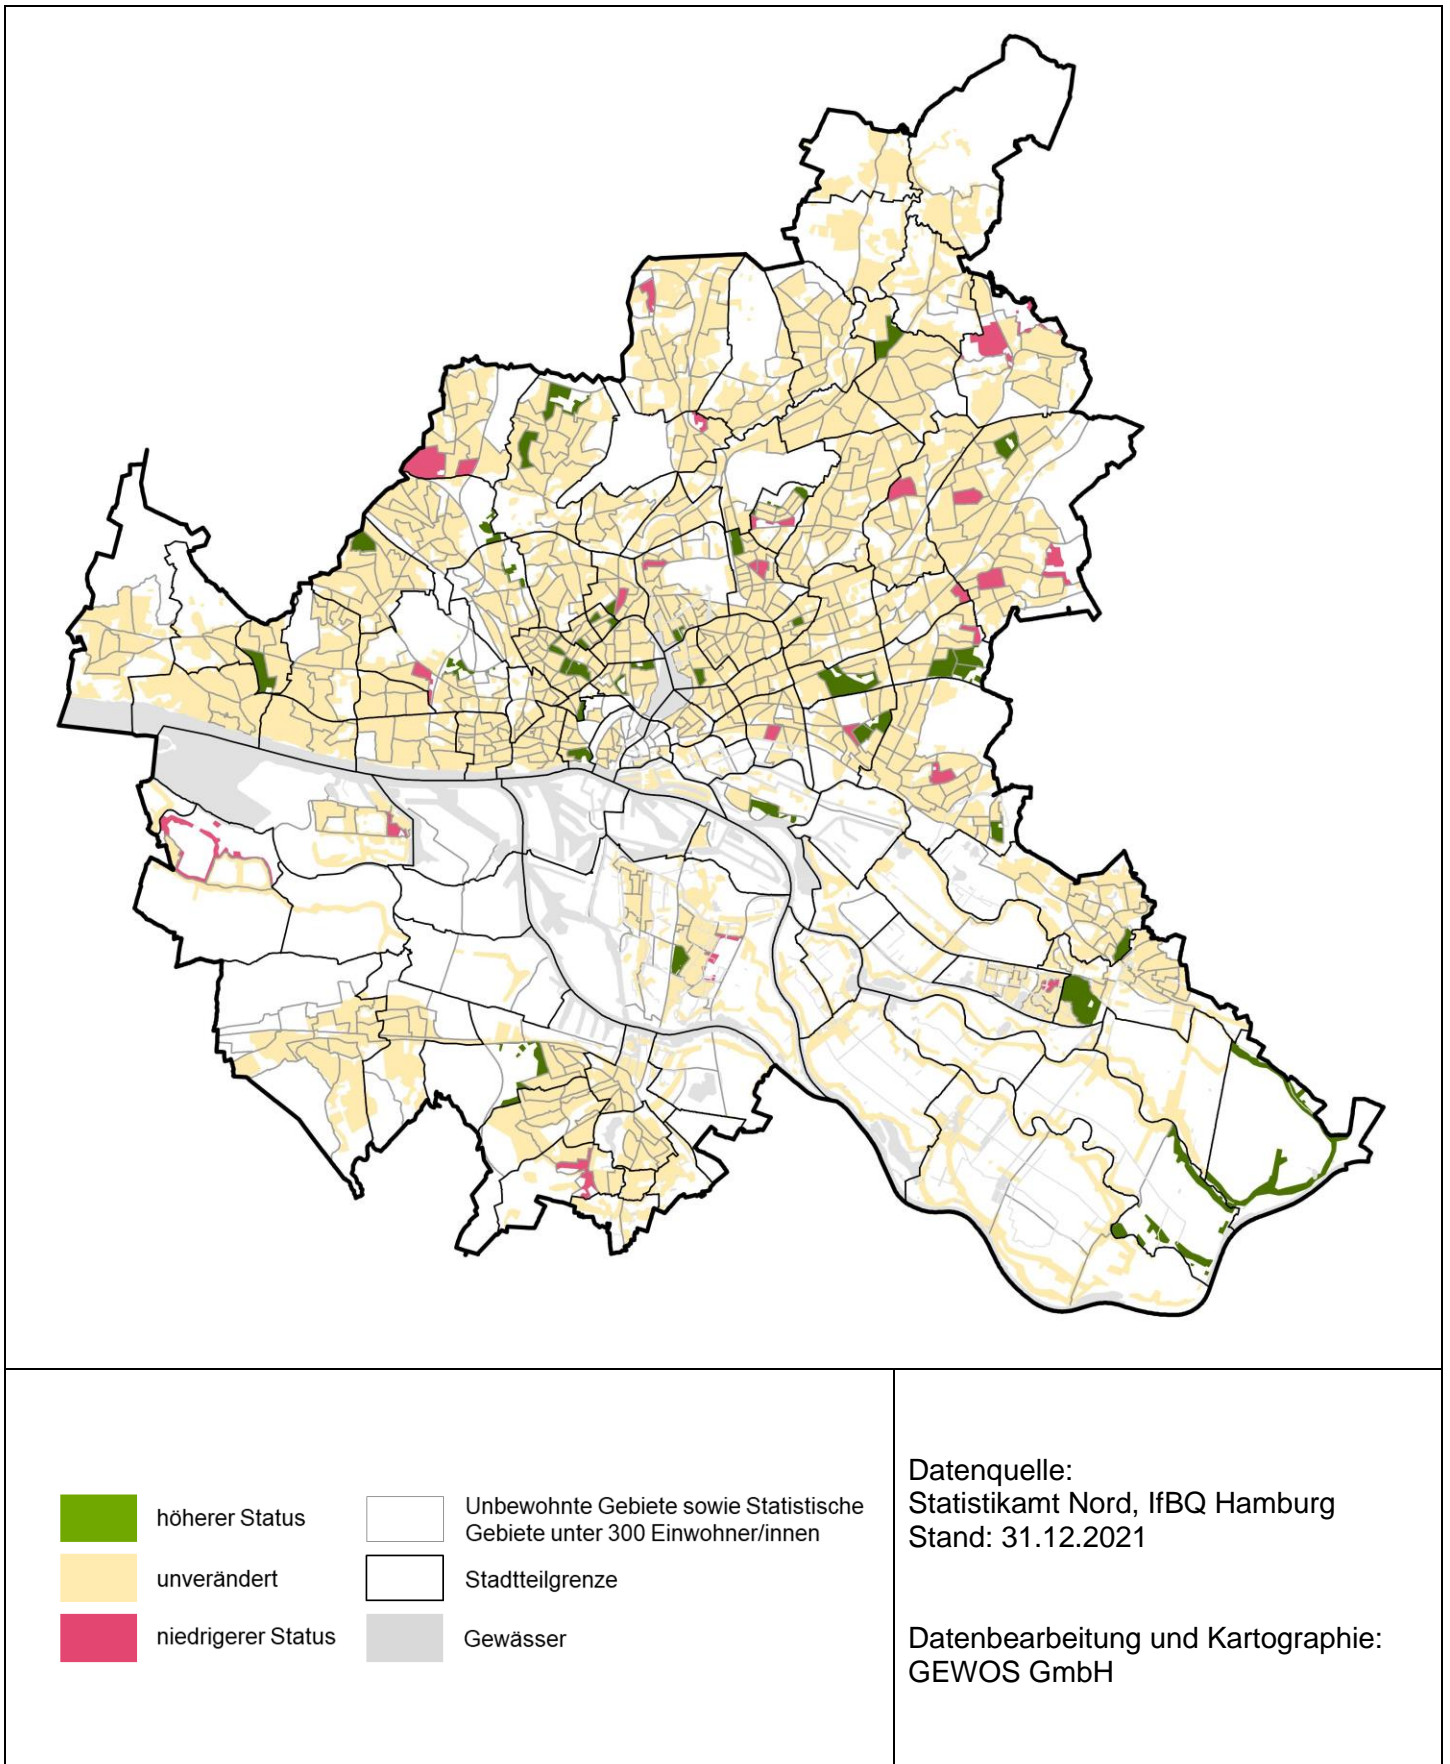 höherer Status
unverändert
niedrigerer Status
Unbewohnte Gebiete sowie Statistische
Gebiete unter 300 Einwohner/innen
Stadtteilgrenze
Gewässer
Datenquelle:
Statistikamt Nord, IfBQ Hamburg
Stand: 31.12.2021
Datenbearbeitung und Kartographie:
GEWOS GmbH